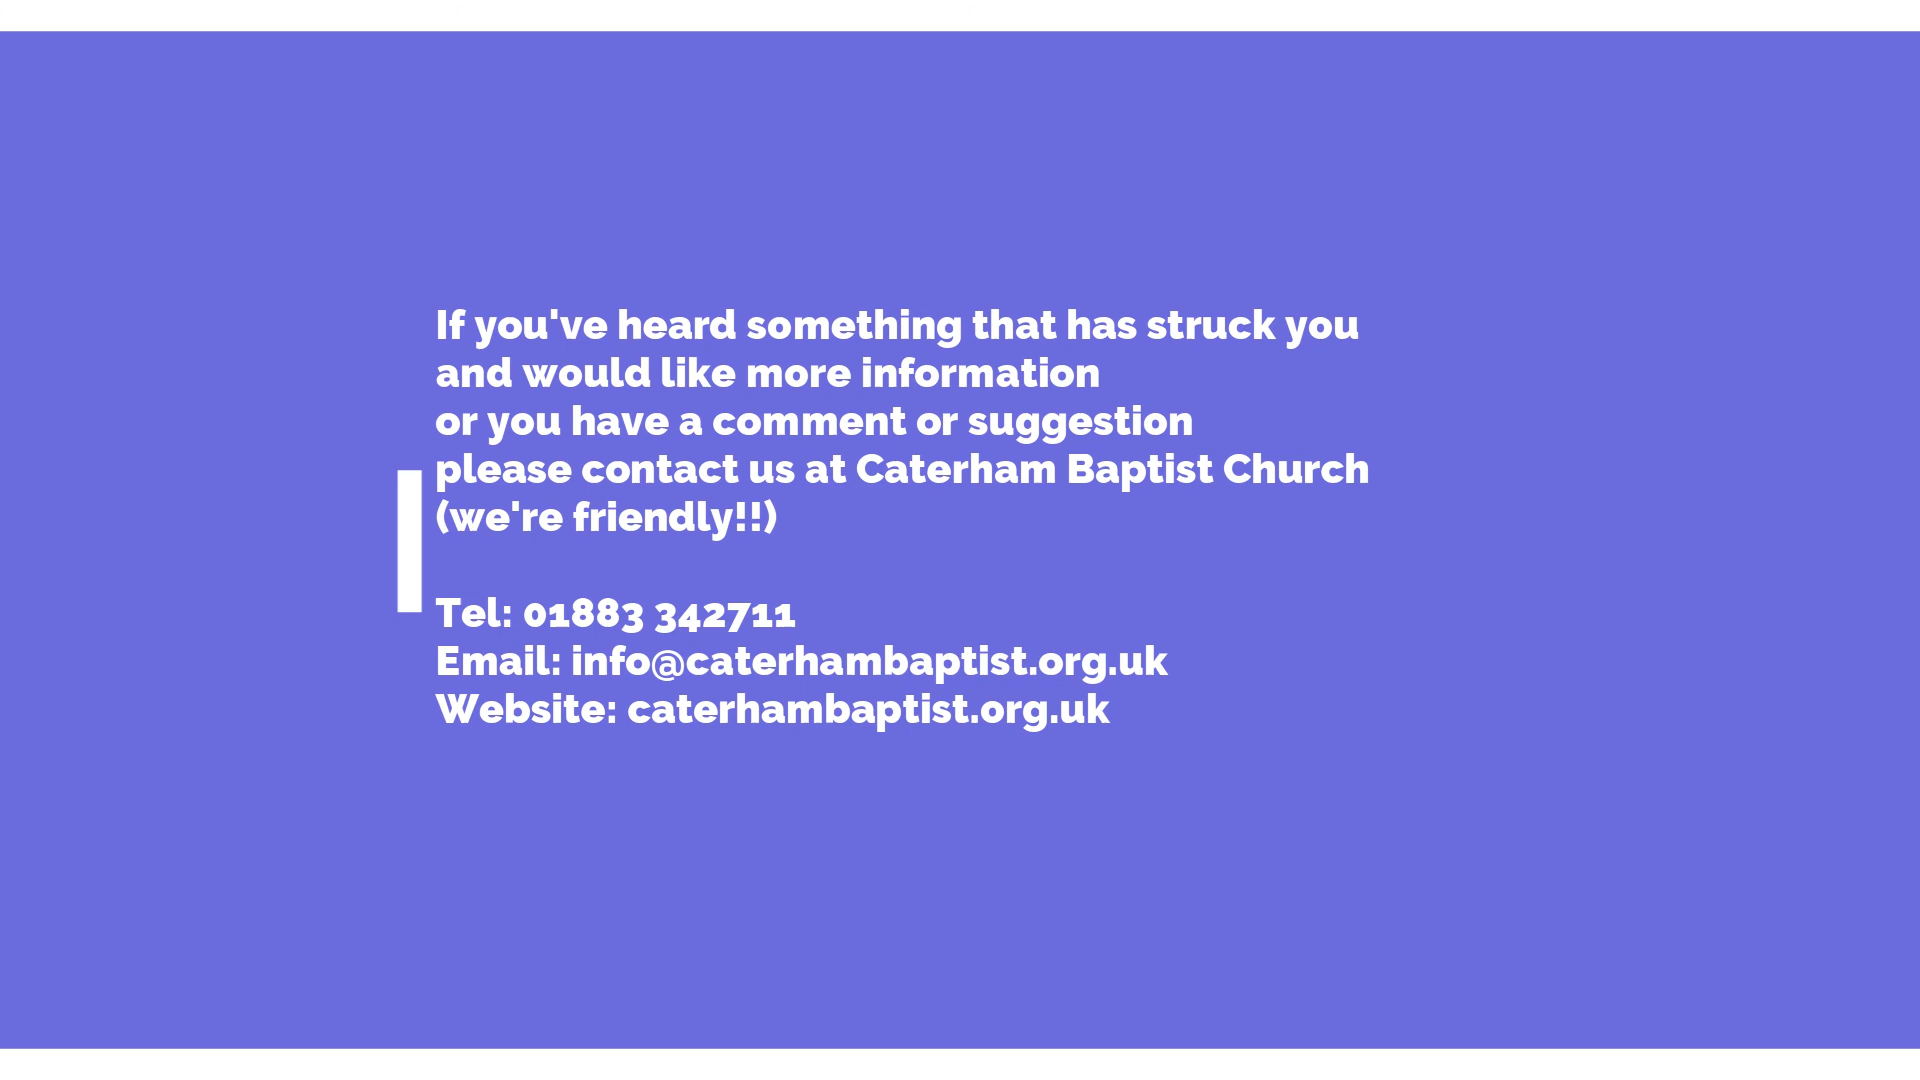 If you've heard something that has struck you
and would like more information
or you have a comment or suggestion
please contact us at Caterham Baptist Church
(we're friendly!!)
Tel: 01883 342711
Email: info@caterhambaptist.org.uk
Website: caterhambaptist.org.uk